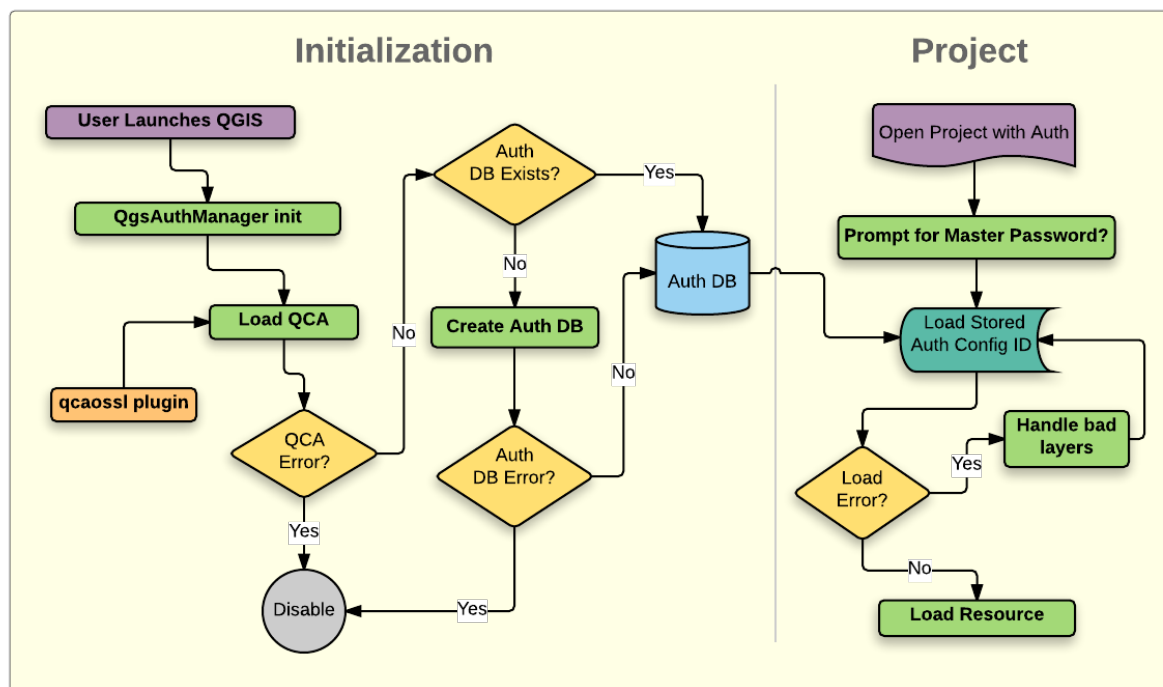 Initialization
User Launches QGIS
QgsAuthManager init
Load QCA
qcaossl plugin
QCA
Error?
No
Yes
Disable
Auth
DB Exists?
Yes
No
Create Auth DB
Auth
DB Error?
No
Yes
Auth DB
Project
Open Project with Auth
Prompt for Master Password?
Load Stored
Auth Config ID
Handle bad
layers
Load
Error?
Yes
No
Load Resource